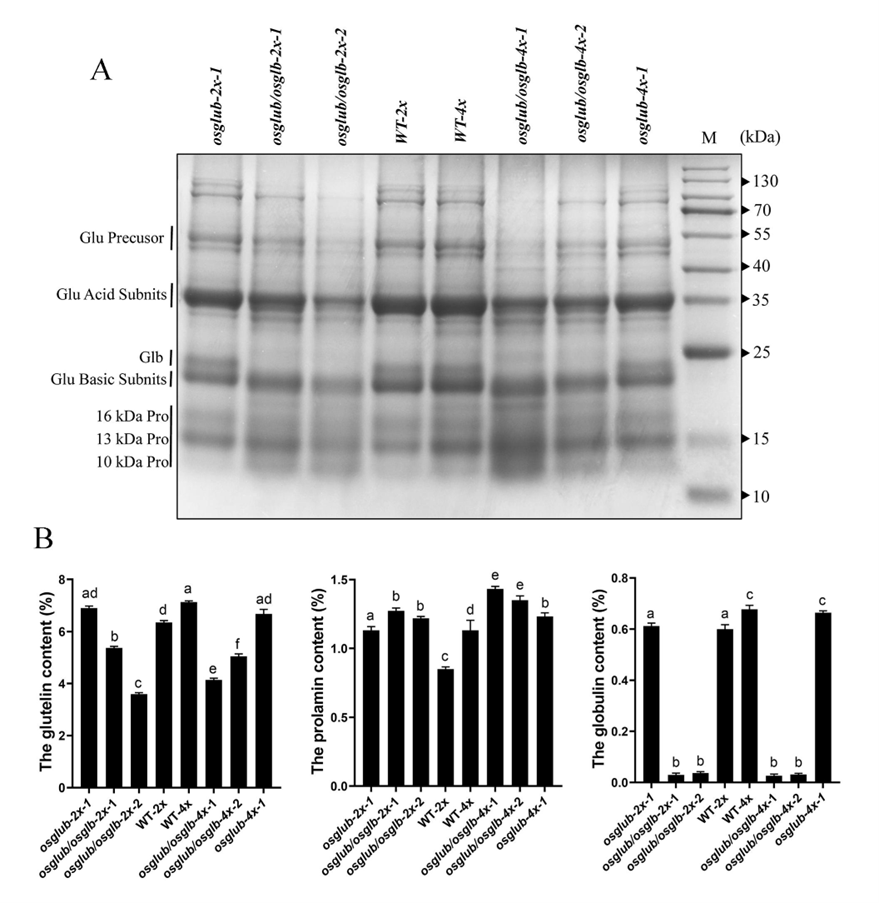 A
osglub-2x-1
osglub/osglb-2x-1
osglub/osglb-2x-2
WT-2x
WT-4x
osglub/osglb-4x-1
osglub/osglb-4x-2
osglub-4x-1
M
(kDa)
Glu Precusor
Glu Acid Subnits
Glb
Glu Basic Subnits
16 kDa Pro
13 kDa Pro
10 kDa Pro
130
70
55
40
35
25
15
10
B
The glutelin content (%)
8
6
4
2
0
ad
b
c
d
a
e
f
ad
osglub-2x-1
osglub/osglb-2x-1
osglub/osglb-2x-2
WT-2x
WT-4x
osglub/osglb-4x-1
osglub/osglb-4x-2
osglub-4x-1
The prolamin content (%)
1.5
1.0
0.5
0.0
a
b
b
c
d
e
e
b
osglub-2x-1
osglub/osglb-2x-1
osglub/osglb-2x-2
WT-2x
WT-4x
osglub/osglb-4x-1
osglub/osglb-4x-2
osglub-4x-1
The globulin content (%)
0.8
0.6
0.4
0.2
0.0
a
b
b
a
c
b
b
c
osglub-2x-1
osglub/osglb-2x-1
osglub/osglb-2x-2
WT-2x
WT-4x
osglub/osglb-4x-1
osglub/osglb-4x-2
osglub-4x-1